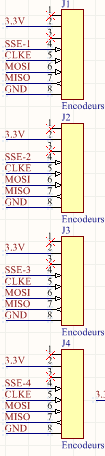 J1
3.3V
SSE-1 4
CLKE 5
MOSI 6
MISO 7
GND 8
Encodeurs
J2
3.3V
SSE-2 4
CLKE 5
MOSI 6
MISO 7
GND 8
Encodeurs
J3
3.3V
SSE-3 4
CLKE 5
MOSI 6
MISO 7
GND 8
Encodeurs
J4
3.3V
SSE-4 4
CLKE 5
MOSI 6
MISO 7
GND 8
Encodeurs